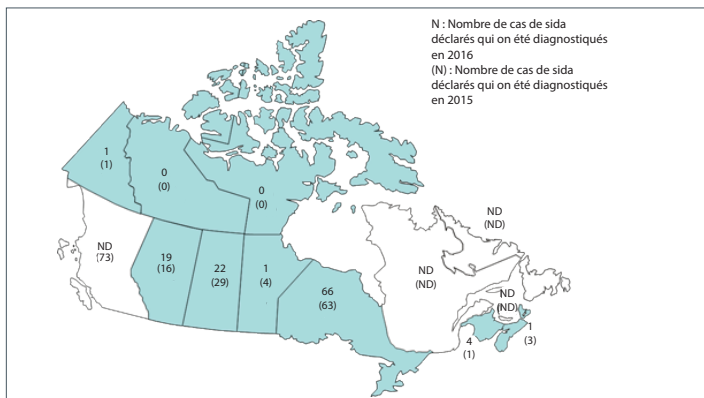 N : Nombre de cas de sida
déclarés qui on été diagnostiqués
en 2016
(N) : Nombre de cas de sida
déclarés qui on été diagnostiqués
en 2015
1
(1)
0
(0)
0
(0)
ND
(ND)
ND
(73)
19
(16)
22
(29)
1
(4)
66
(63)
ND
(ND)
ND
(ND)
4
(1)
1
(3)